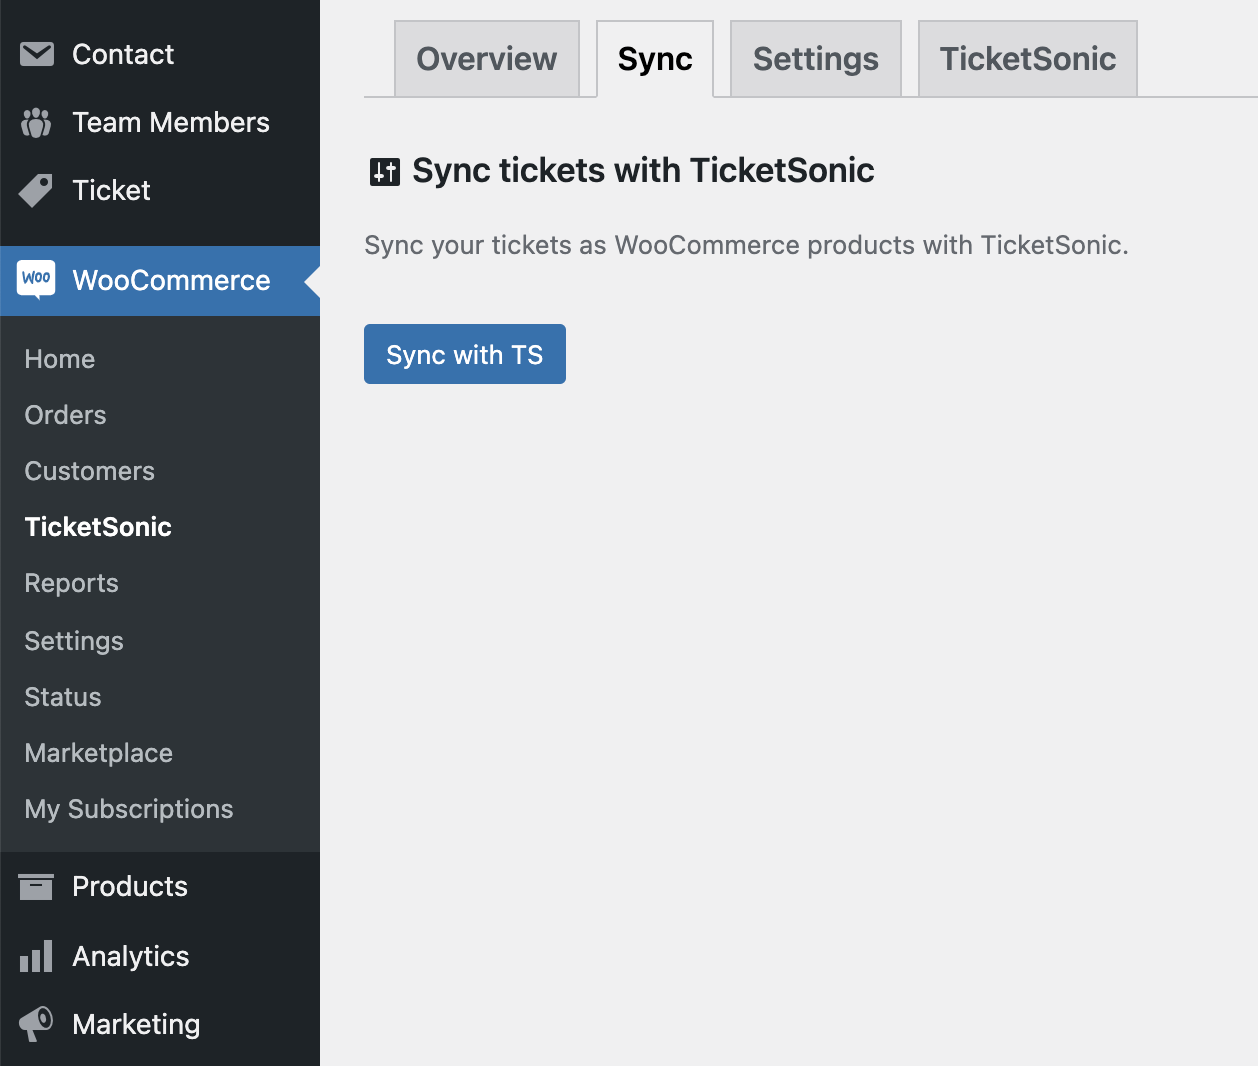 Contact
Team Members
Ticket
Woo WooCommerce
Home
Orders
Customers
TicketSonic
Reports
Settings
Status
Marketplace
My Subscriptions
Products
Analytics
Marketing
Overview Sync Settings TicketSonic
Sync tickets with TicketSonic
Sync your tickets as WooCommerce products with TicketSonic.
Sync with TS